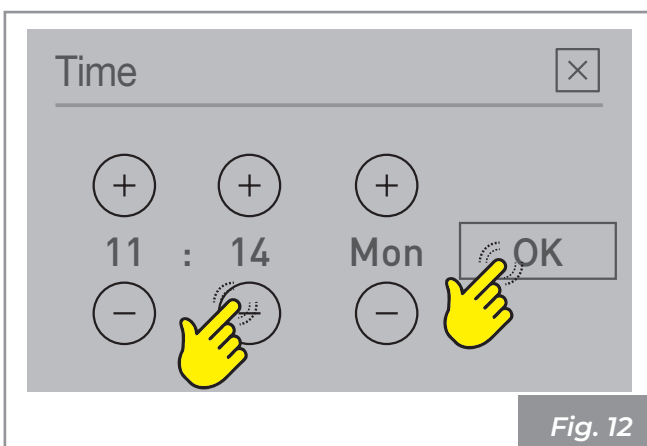 Time ×
+ + +
11 : 14 Mon OK
− − −
Fig. 12